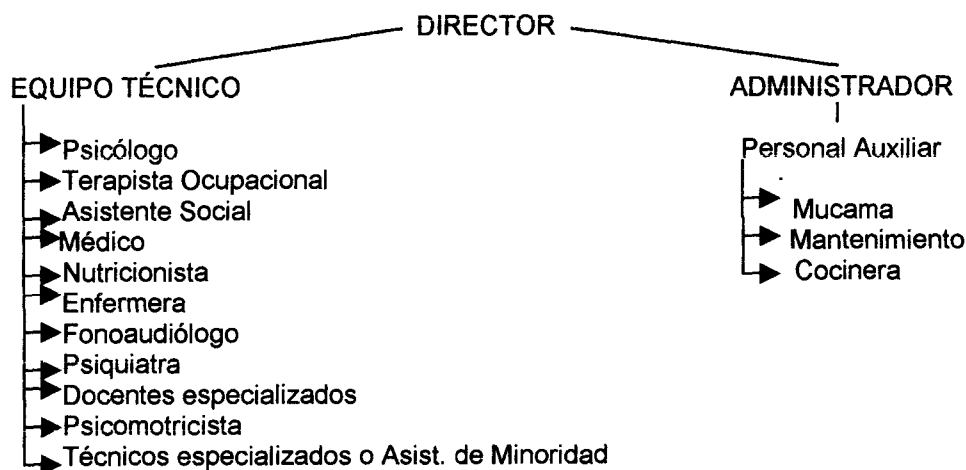 DIRECTOR
EQUIPO TÉCNICO
Psicólogo
Terapista Ocupacional
Asistente Social
Médico
Nutricionista
Enfermera
Fonoaudiólogo
Psiquiatra
Docentes especializados
Psicomotricista
Técnicos especializados o Asist. de Minoridad
ADMINISTRADOR
Personal Auxiliar
Mucama
Mantenimiento
Cocinera